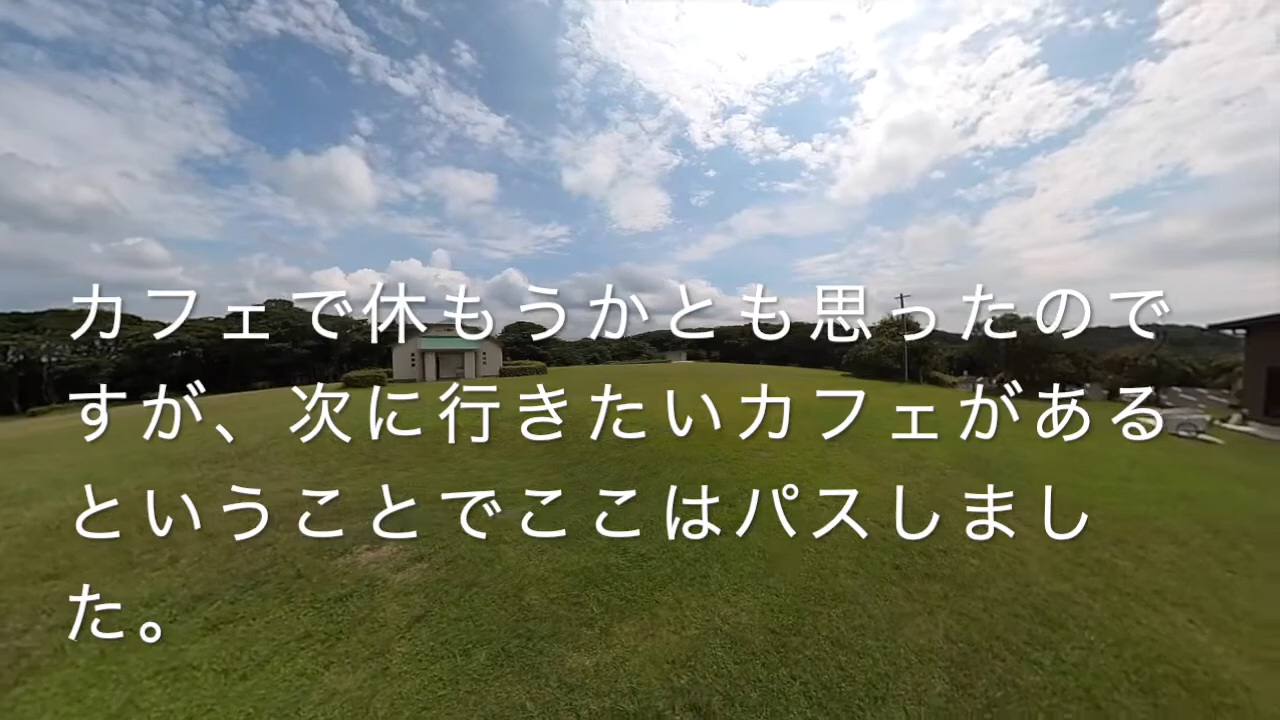 カフェで休もうかとも思ったので
すが、次に行きたいカフェがある
ということでここはパスしまし
た。